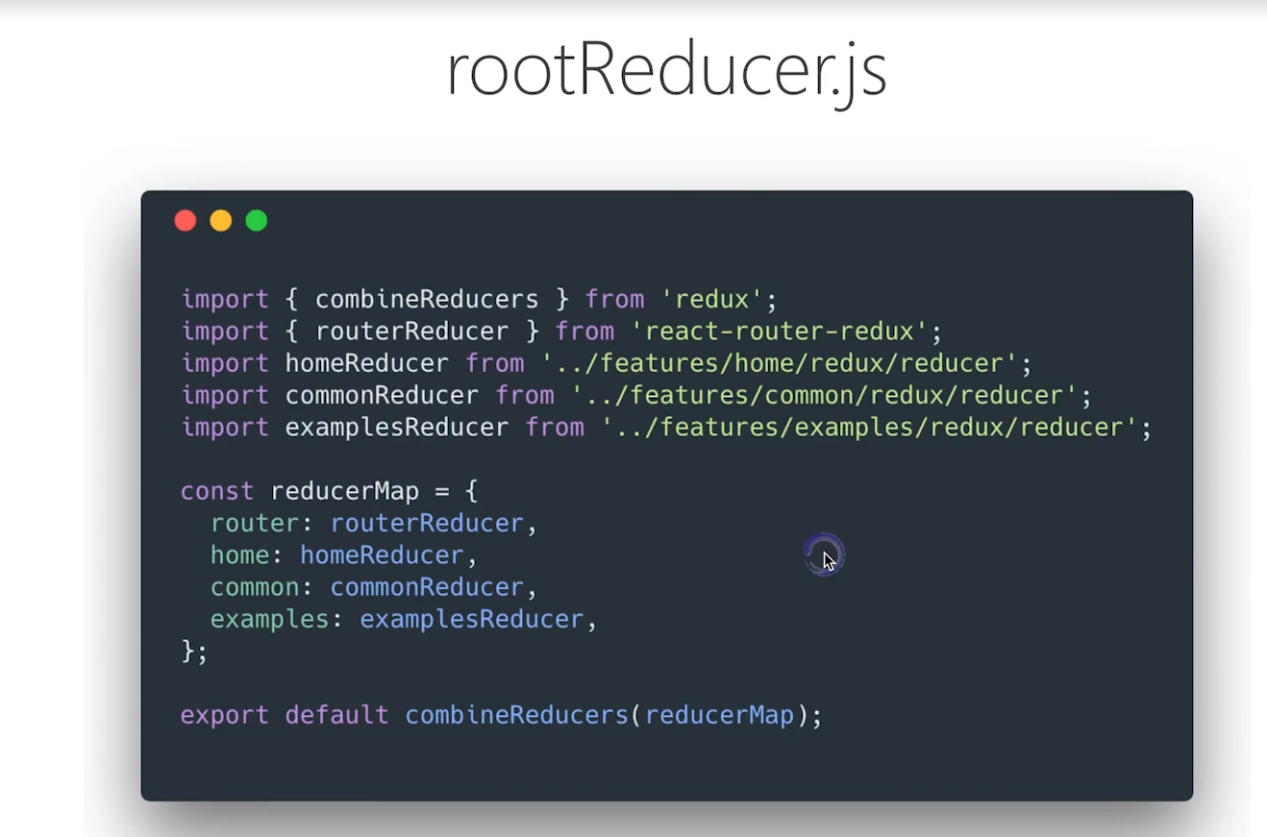 rootReducer.js
import { combineReducers } from 'redux';
import { routerReducer } from 'react-router-redux';
import homeReducer from '../features/home/redux/reducer';
import commonReducer from '../features/common/redux/reducer';
import examplesReducer from '../features/examples/redux/reducer';
const reducerMap = {
  router: routerReducer,
  home: homeReducer,
  common: commonReducer,
  examples: examplesReducer,
};
export default combineReducers(reducerMap);